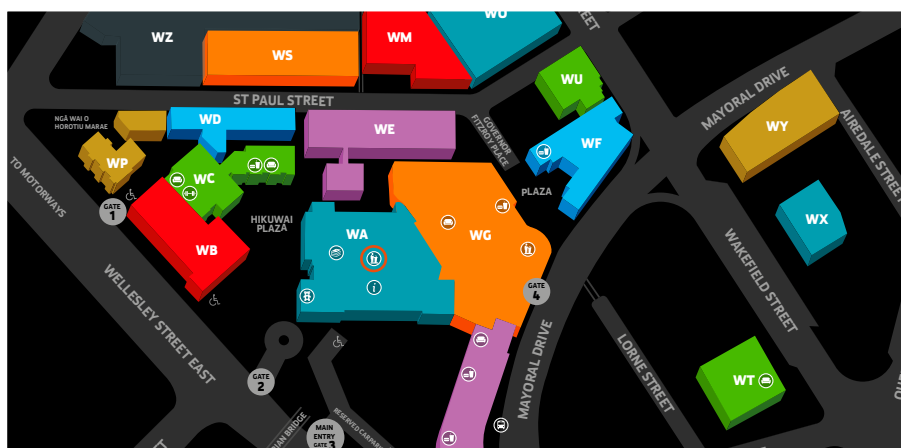 WO
STREET
WZ
WS
WM
WU
MAYORAL DRIVE
ST PAUL STREET
NGĀ WAI O
HOROTIU MARAE
WD
WE
GOVERNOR
FITZROY PLACE
WF
WY
AIREDALE STREET
WP
TO MOTORWAYS
WC
PLAZA
GATE
1
HIKUWAI
PLAZA
WB
WA
WG
WX
i
GATE
4
WAKEFIELD STREET
WELLESLEY STREET EAST
MAYORAL DRIVE
LORNE STREET
GATE
2
WT
MAIN
ENTRY
GATE 3
RESERVED CARPARK